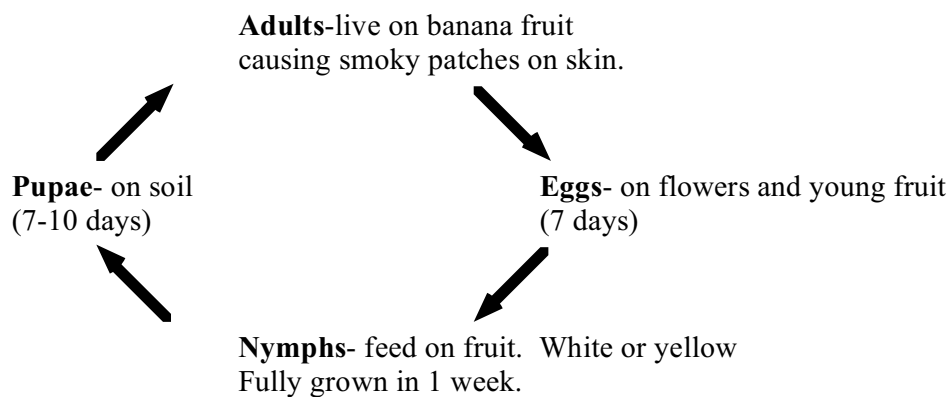 Adults-live on banana fruit
causing smoky patches on skin.
Pupae- on soil
(7-10 days)
Eggs- on flowers and young fruit
(7 days)
Nymphs- feed on fruit.  White or yellow
Fully grown in 1 week.